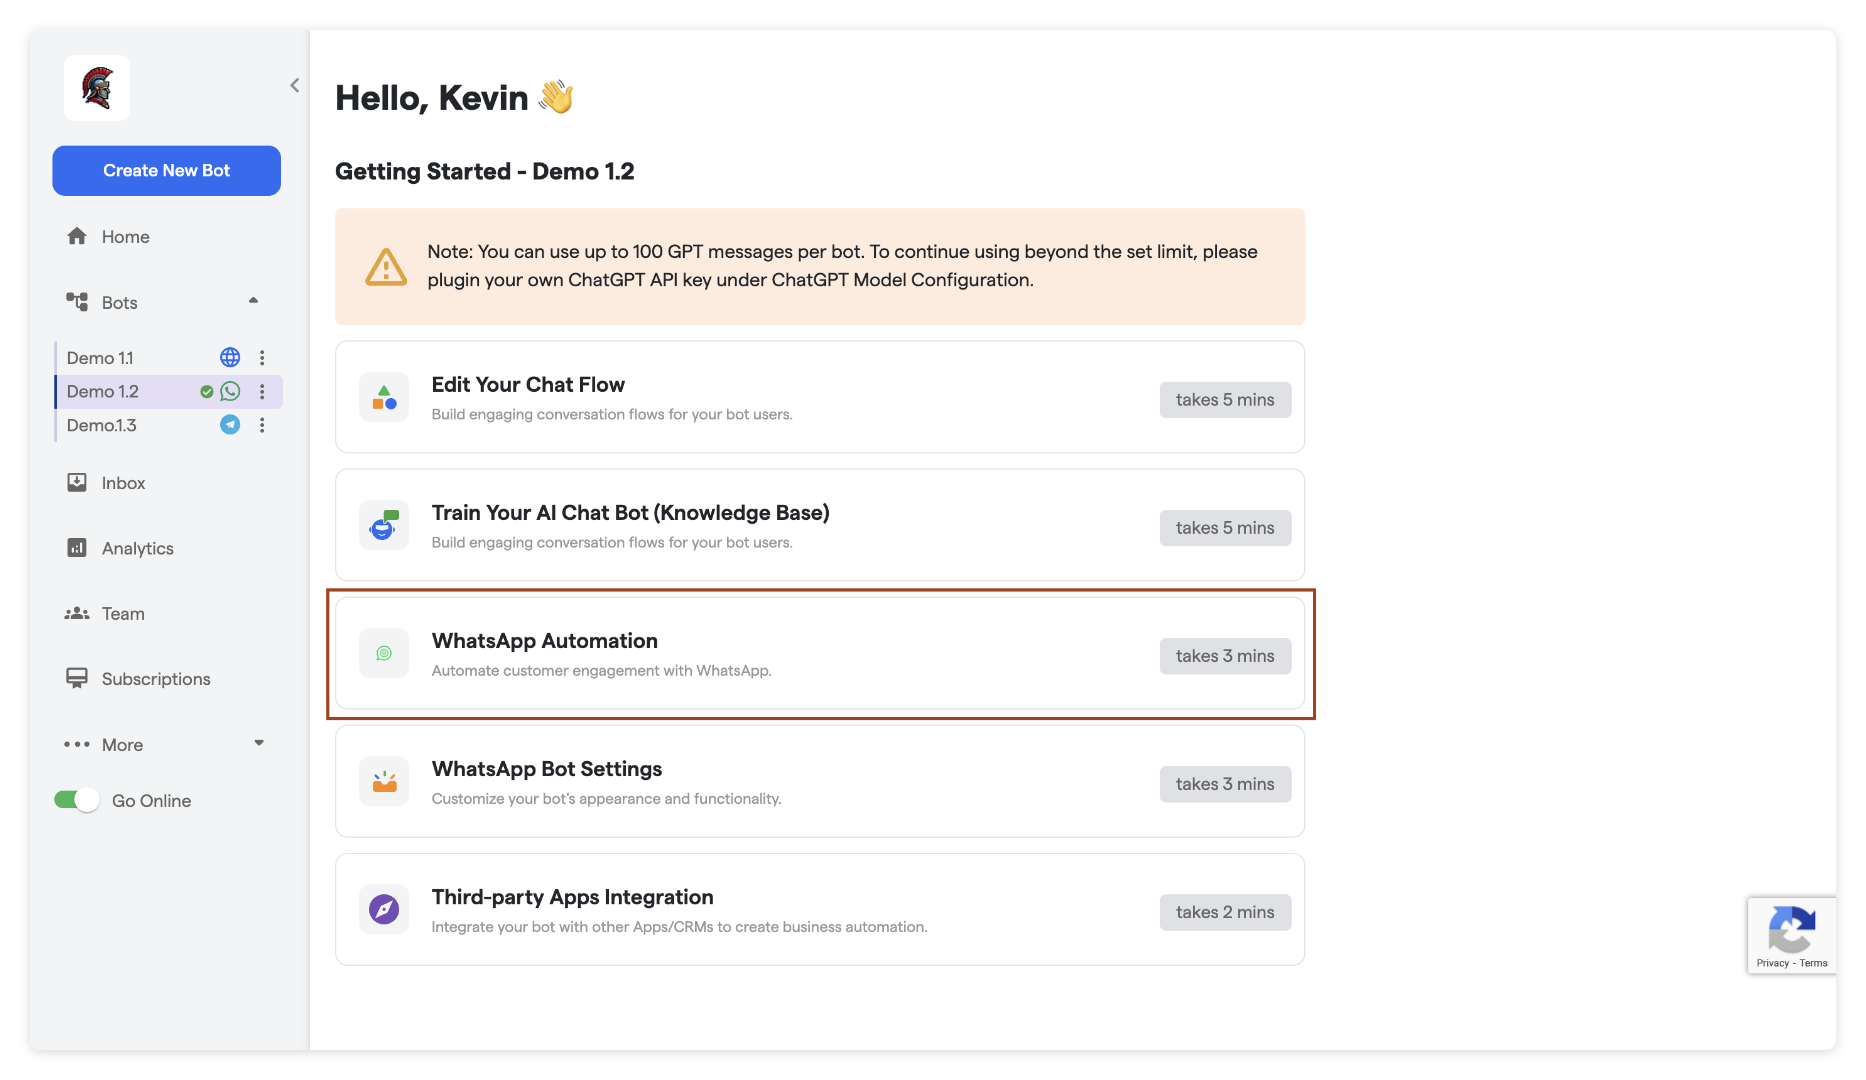 Create New Bot
Home
Bots
Demo 1.1
Demo 1.2
Demo.1.3
Inbox
Analytics
Team
Subscriptions
More
Go Online
Hello, Kevin 👋
Getting Started - Demo 1.2
Note: You can use up to 100 GPT messages per bot. To continue using beyond the set limit, please
plugin your own ChatGPT API key under ChatGPT Model Configuration.
Edit Your Chat Flow
Build engaging conversation flows for your bot users.
takes 5 mins
Train Your AI Chat Bot (Knowledge Base)
Build engaging conversation flows for your bot users.
takes 5 mins
WhatsApp Automation
Automate customer engagement with WhatsApp.
takes 3 mins
WhatsApp Bot Settings
Customize your bot's appearance and functionality.
takes 3 mins
Third-party Apps Integration
Integrate your bot with other Apps/CRMs to create business automation.
takes 2 mins
Privacy - Terms